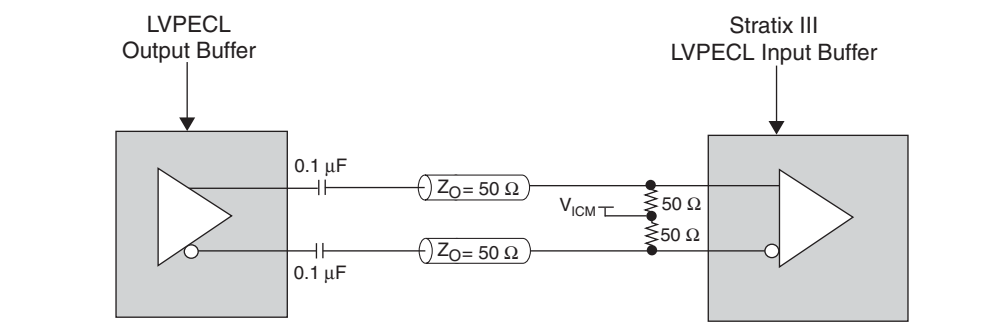 LVPECL
Output Buffer
Stratix III
LVPECL Input Buffer
0.1 µF
Z_O = 50 Ω
V_ICM
50 Ω
50 Ω
Z_O = 50 Ω
0.1 µF